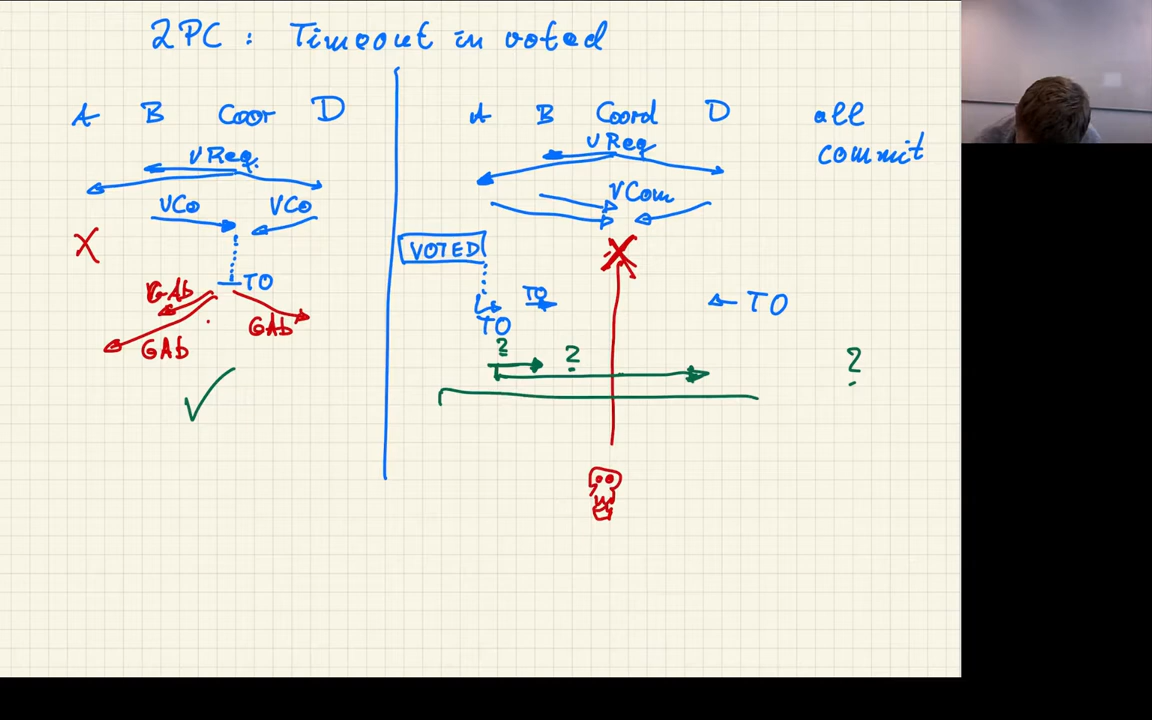 2PC : Timeout in voted
A B Coor D
VReq.
VCo VCo
X
TO
GAb
GAb
GAb
A B Coord D all
commit
VReq
VCom
VOTED
TO
TO
TO
? ? ?